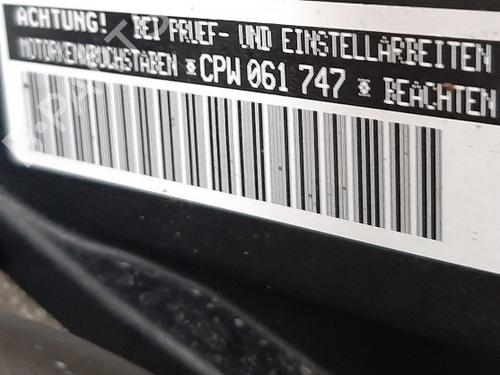 ACHTUNG! BEI PRUEF- UND EINSTELLARBEITEN
MOTORKENNBUCHSTABEN * CPW 061 747 * BEACHTEN